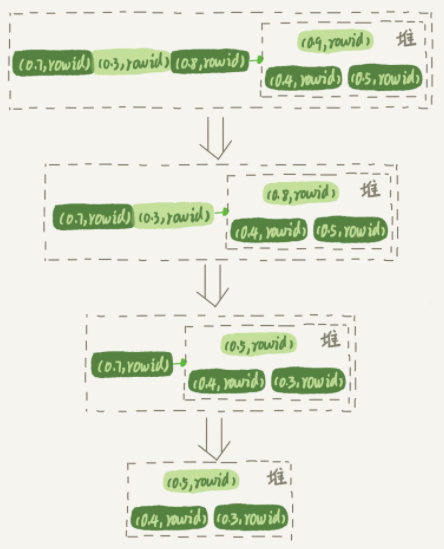 (0.9,rowid) 堆
(0.7,rowid) (0.3,rowid) (0.8,rowid)
(0.4,rowid) (0.5,rowid)
(0.8,rowid) 堆
(0.7,rowid) (0.3,rowid)
(0.4,rowid) (0.5,rowid)
(0.5,rowid) 堆
(0.7,rowid)
(0.4,rowid) (0.3,rowid)
(0.5,rowid) 堆
(0.4,rowid) (0.3,rowid)